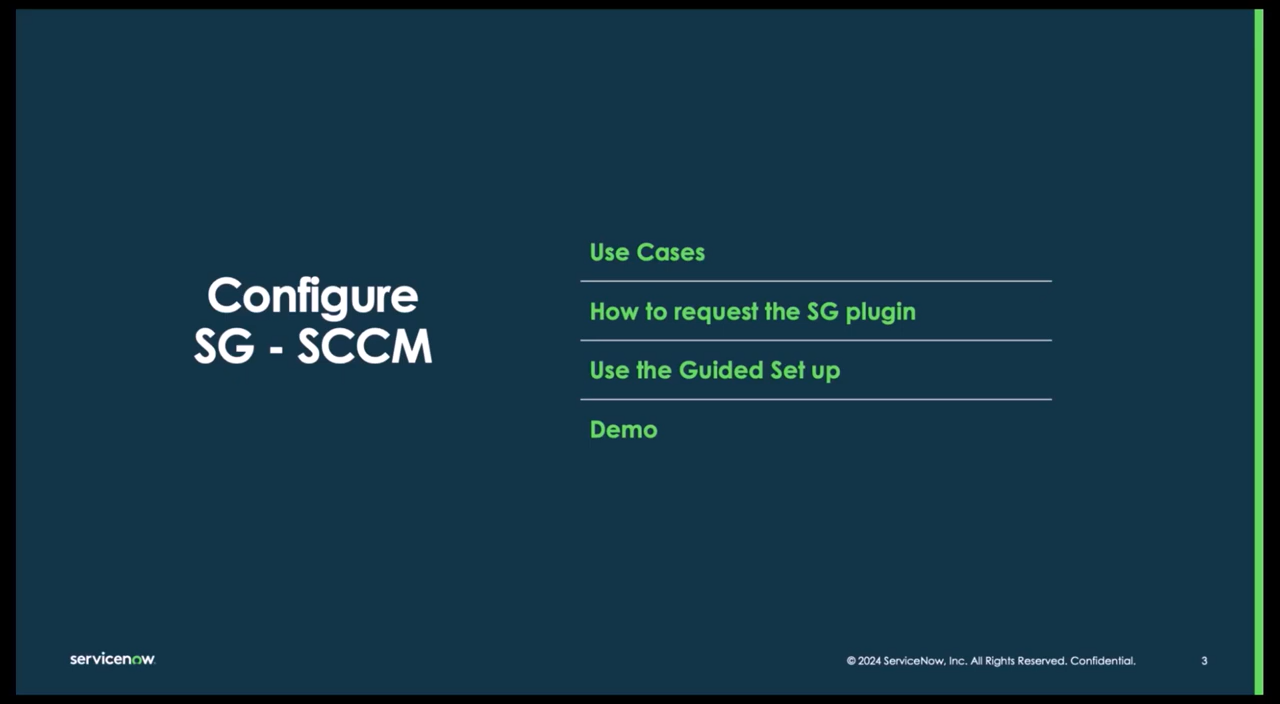 Configure
SG - SCCM
Use Cases
How to request the SG plugin
Use the Guided Set up
Demo
servicenow.
© 2024 ServiceNow, Inc. All Rights Reserved. Confidential.
3